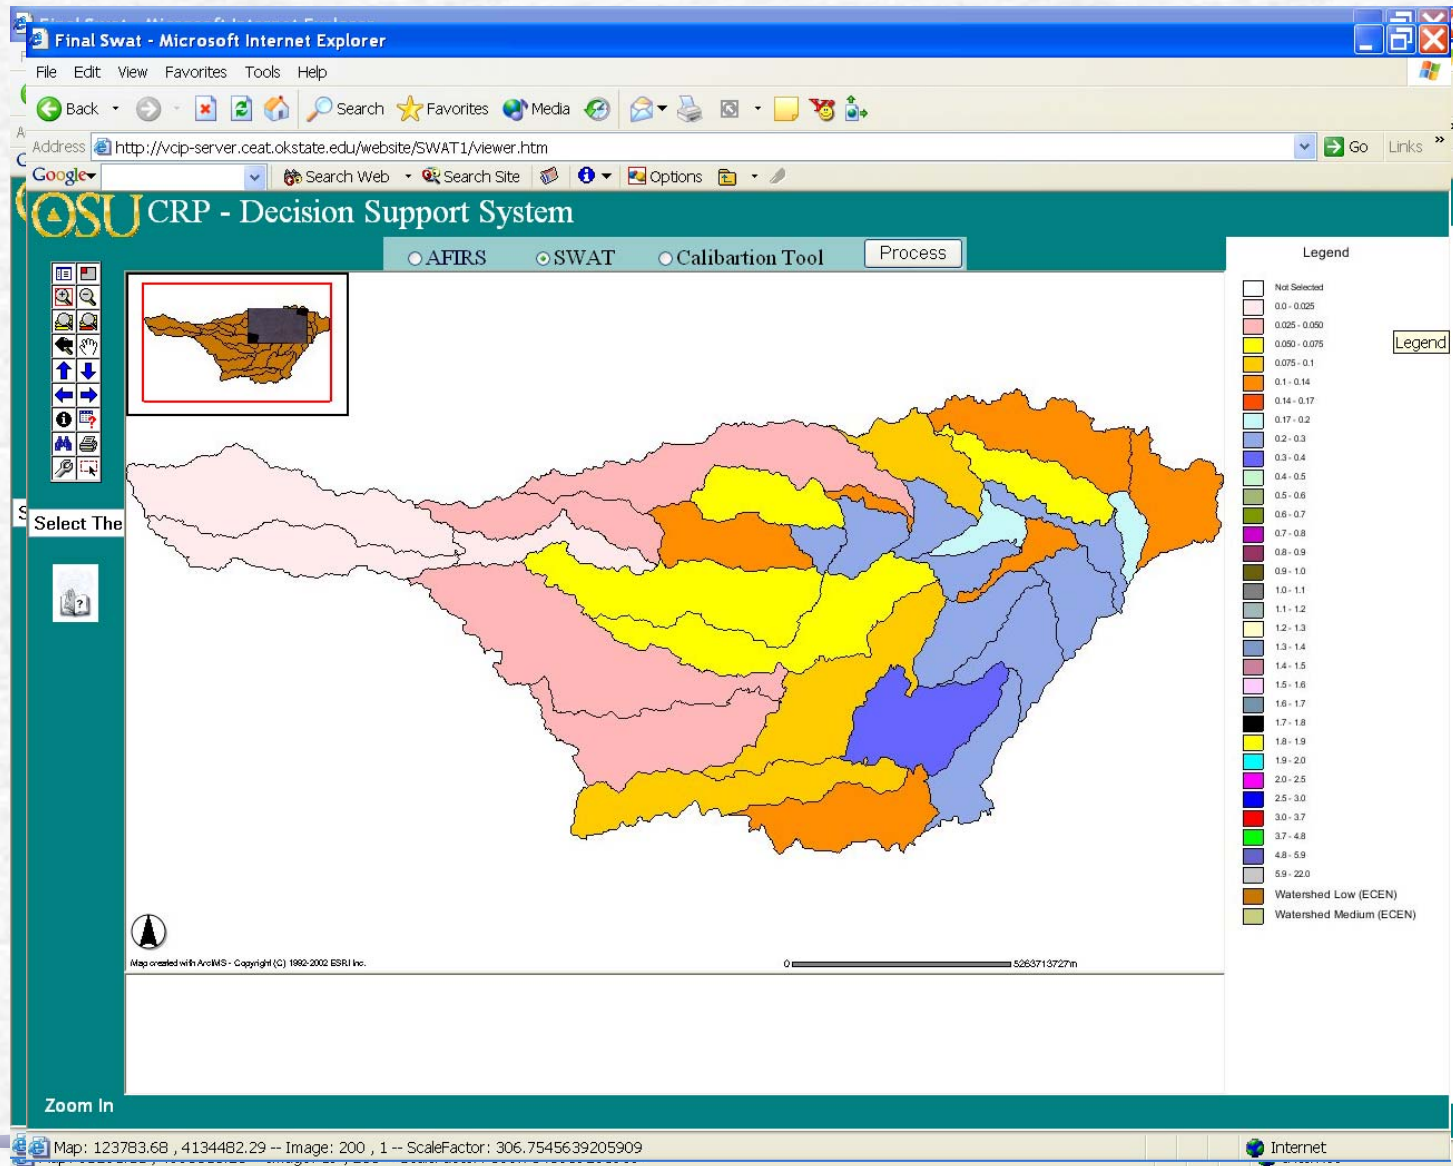 Final Swat - Microsoft Internet Explorer
File Edit View Favorites Tools Help
Back Search Favorites Media
Address http://vcip-server.ceat.okstate.edu/website/SWAT1/viewer.htm Go Links »
Google Search Web Search Site Options
OSU CRP - Decision Support System
AFIRS SWAT Calibartion Tool Process
Legend
Not Selected
0.0 - 0.025
0.025 - 0.050
0.050 - 0.075
Legend
0.075 - 0.1
0.1 - 0.14
0.14 - 0.17
0.17 - 0.2
0.2 - 0.3
0.3 - 0.4
0.4 - 0.5
0.5 - 0.6
0.6 - 0.7
0.7 - 0.8
0.8 - 0.9
0.9 - 1.0
1.0 - 1.1
1.1 - 1.2
1.2 - 1.3
1.3 - 1.4
1.4 - 1.5
1.5 - 1.6
1.6 - 1.7
1.7 - 1.8
1.8 - 1.9
1.9 - 2.0
2.0 - 2.5
2.5 - 3.0
3.0 - 3.7
3.7 - 4.8
4.8 - 5.9
5.9 - 22.0
Watershed Low (ECEN)
Watershed Medium (ECEN)
Select The
Map created with ArcIMS - Copyright (C) 1992-2002 ESRI Inc.
0 5263713727m
Zoom In
Map: 123783.68 , 4134482.29 -- Image: 200 , 1 -- ScaleFactor: 306.7545639205909
Internet